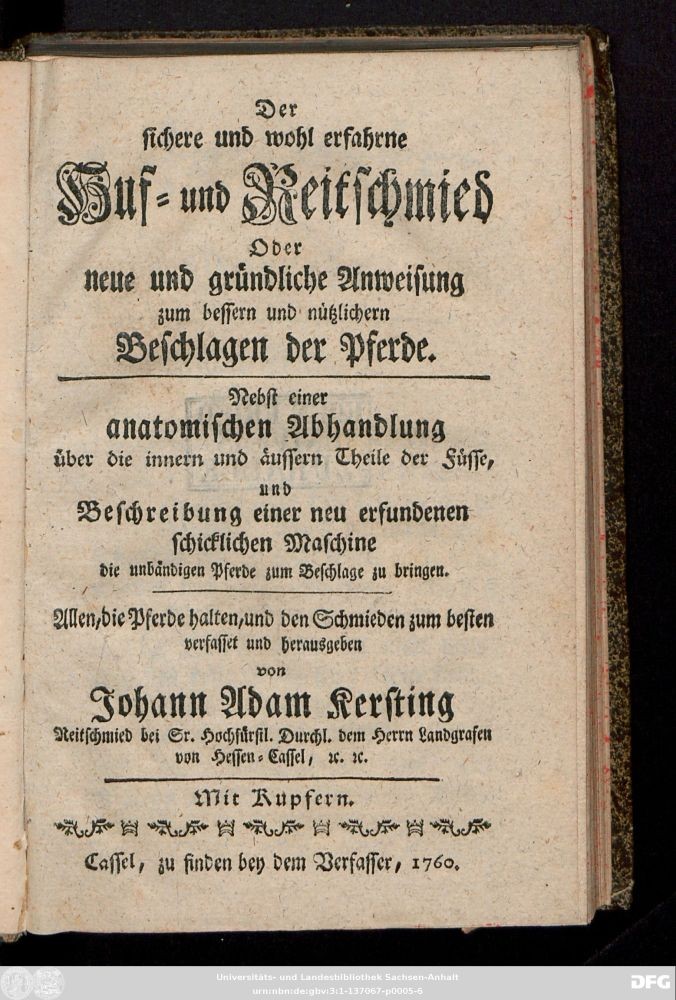 Der
sichere und wohl erfahrne
Huf- und Reitschmied
Oder
neue und gründliche Anweisung
zum bessern und nützlichern
Beschlagen der Pferde.
Nebst einer
anatomischen Abhandlung
über die innern und äussern Theile der Füsse,
und
Beschreibung einer neu erfundenen
schicklichen Maschine
die unbändigen Pferde zum Beschlage zu bringen.
Allen, die Pferde halten, und den Schmieden zum besten
verfasset und herausgeben
von
Johann Adam Kersting
Reitschmied bei Sr. Hochfürstl. Durchl. dem Herrn Landgrafen
von Hessen-Cassel, ꝛc. ꝛc.
Mit Kupfern.
Cassel, zu finden bey dem Verfasser, 1760.
Universitäts- und Landesbibliothek Sachsen-Anhalt
urn:nbn:de:gbv:3:1-137067-p0005-6
DFG